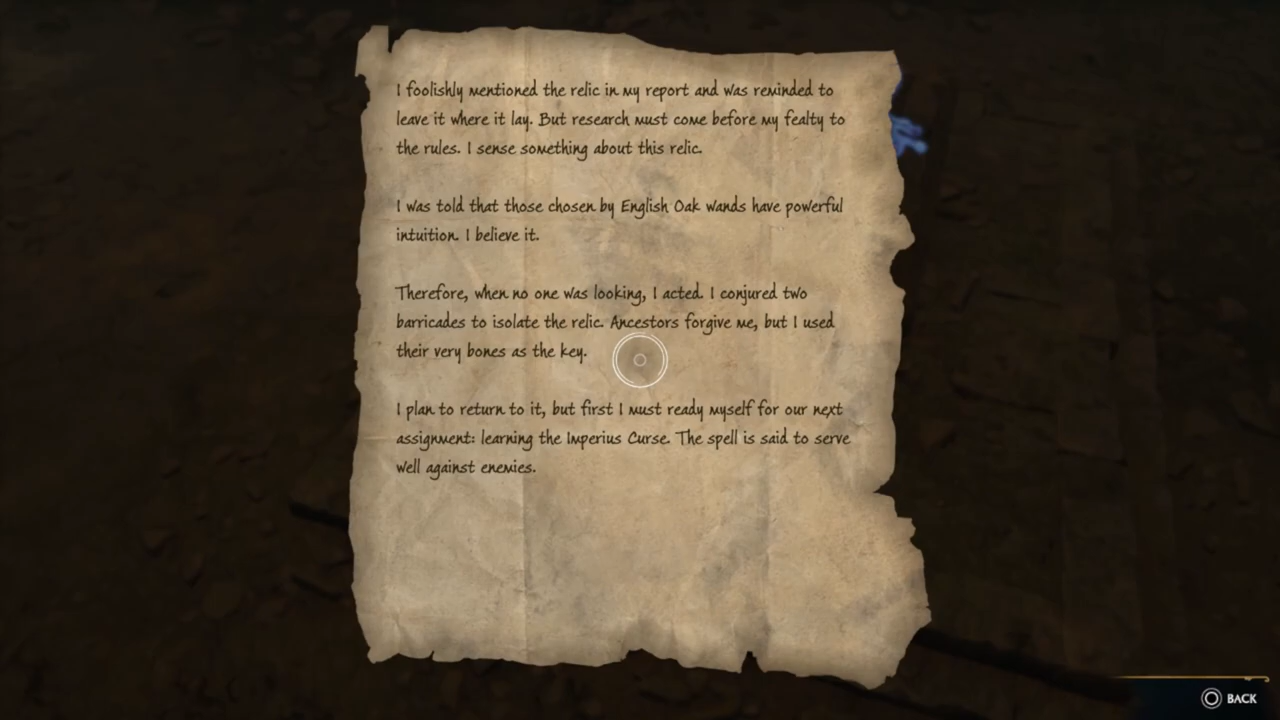 I foolishly mentioned the relic in my report and was reminded to
leave it where it lay. But research must come before my fealty to
the rules. I sense something about this relic.
I was told that those chosen by English Oak wands have powerful
intuition. I believe it.
Therefore, when no one was looking, I acted. I conjured two
barricades to isolate the relic. Ancestors forgive me, but I used
their very bones as the key.
I plan to return to it, but first I must ready myself for our next
assignment: learning the Imperius Curse. The spell is said to serve
well against enemies.
BACK